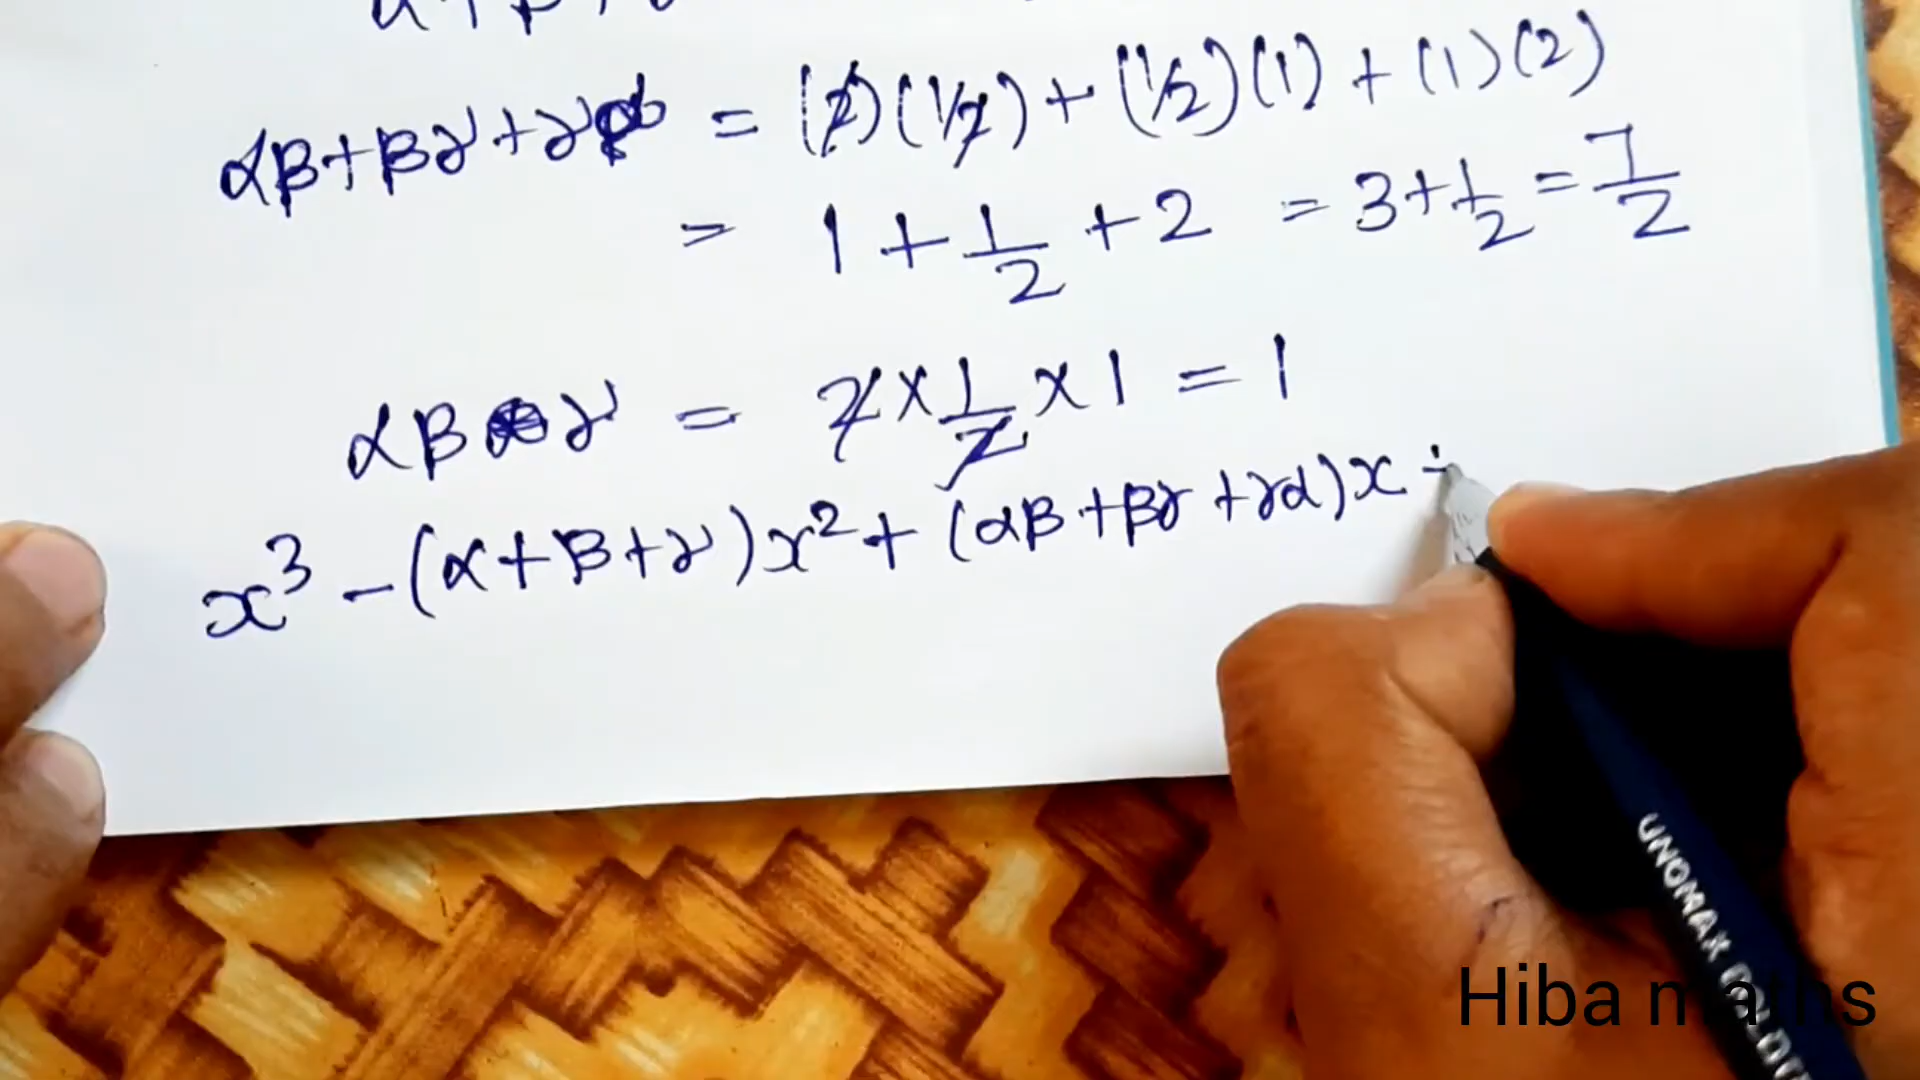 αβ+βγ+γα = (2)(1/2) + (1/2)(1) + (1)(2)
= 1 + 1/2 + 2 = 3 + 1/2 = 7/2
αβγ = 2 × 1/2 × 1 = 1
x³ - (α+β+γ)x² + (αβ+βγ+γα)x -
UNOMAX
Hiba maths